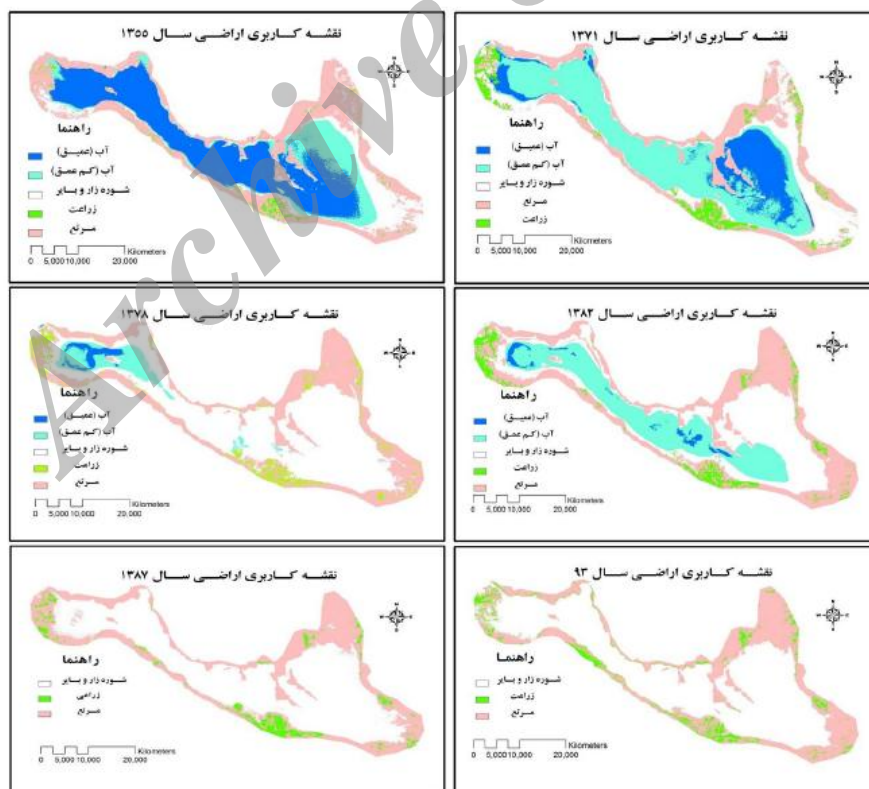 نقشه کاربری اراضی سال ۱۳۵۵
N
W E
S
راهنما
آب (عمیق)
آب (کم عمق)
شوره زار و بایر
زراعت
مرتع
Kilometers
0 5,000 10,000 20,000
نقشه کاربری اراضی سال ۱۳۷۱
N
W E
S
راهنما
آب (عمیق)
آب (کم عمق)
شوره زار و بایر
مرتع
زراعت
Kilometers
0 5,000 10,000 20,000
نقشه کاربری اراضی سال ۱۳۷۸
N
W E
S
راهنما
آب (عمیق)
آب (کم عمق)
شوره زار و بایر
زراعت
مرتع
Kilometers
0 5,000 10,000 20,000
نقشه کاربری اراضی سال ۱۳۸۲
N
W E
S
راهنما
آب (عمیق)
آب (کم عمق)
شوره زار و بایر
زراعت
مرتع
Kilometers
0 5,000 10,000 20,000
نقشه کاربری اراضی سال ۱۳۸۷
N
W E
S
راهنما
شوره زار و بایر
زراعی
مرتع
Kilometers
0 5,000 10,000 20,000
نقشه کاربری اراضی سال ۹۳
N
W E
S
راهنما
شوره زار و بایر
زراعت
مرتع
Kilometers
0 5,000 10,000 20,000
Archive